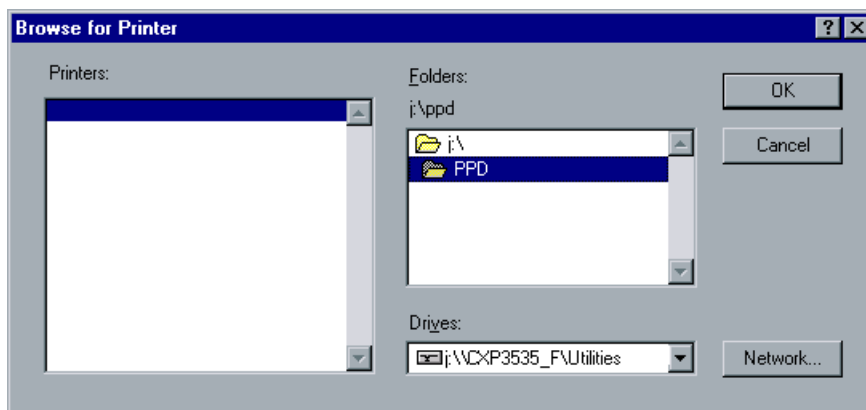 Browse for Printer
Printers:
Folders:
j:\ppd
j:\
PPD
OK
Cancel
Drives:
j:\\CXP3535_F\Utilities
Network...